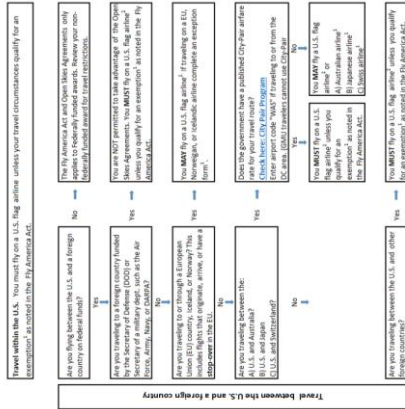 Travel within the U.S. You must fly on a U.S. flag airline unless your travel circumstances qualify for an
exemption¹ as noted in the Fly America Act.
Travel between the U.S. and a foreign country
Are you flying between the U.S. and a foreign
country on federal funds?
No
The Fly America Act and Open Skies Agreements only
applies to Federally funded awards. Review your non-
federally funded award for travel restrictions.
Yes
Are you traveling to a foreign country funded
by the Secretary of Defense (DOD) or
Secretary of a military dept. such as the Air
Force, Army, Navy, or DARPA?
Yes
You are NOT permitted to take advantage of the Open
Skies Agreements. You MUST fly on a U.S. flag airline²
unless you qualify for an exemption¹ as noted in the Fly
America Act.
No
Are you traveling to or through a European
Union (EU) country, Iceland, or Norway? This
includes flights that originate, arrive, or have a
stop-over in the EU.
Yes
You MAY fly on a U.S. flag airline² if traveling on a EU,
Norwegian, or Icelandic airline complete an exception
form³.
No
Are you traveling between the:
A) U.S. and Australia?
B) U.S. and Japan
C) U.S. and Switzerland?
Yes
Does the government have a published City-Pair airfare
rate for your travel route?
Check here: City Pair Program
Enter airport code "WAS" if traveling to or from the
DC area. (GMU travelers cannot use City-Pair
Yes
No
You MUST fly on a U.S.
flag airline² unless you
qualify for an
exemption¹ as noted in
the Fly America Act.
You MAY fly a U.S. flag
airline² or
A) Australian airline³
B) Japanese airline³
C) Swiss airline³
No
Are you traveling between the U.S. and other
foreign countries?
Yes
You MUST fly on a U.S. flag airline² unless you qualify
for an exemption¹ as noted in the Fly America Act.